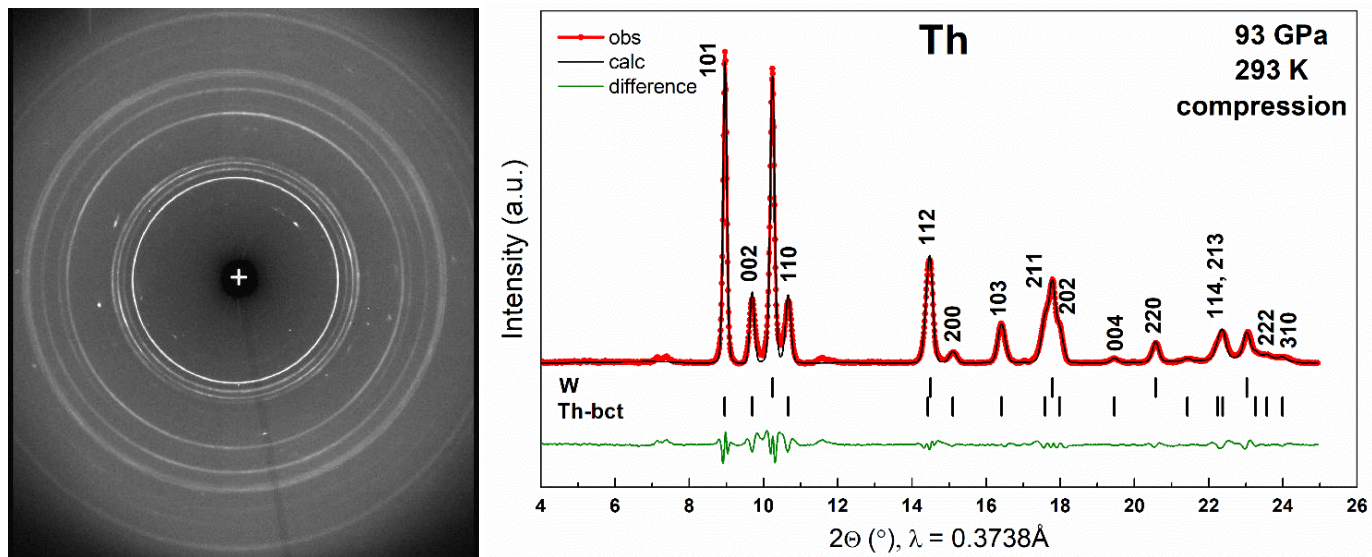 Th
93 GPa
293 K
compression
obs
calc
difference
101
002
110
112
200
103
211
202
004
220
114, 213
222
310
Intensity (a.u.)
W
Th-bct
4 6 8 10 12 14 16 18 20 22 24 26
2Θ (°), λ = 0.3738Å